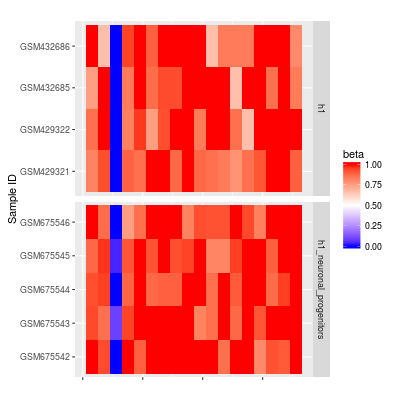 GSM432686
GSM432685
GSM429322
GSM429321
h1
GSM675546
GSM675545
GSM675544
GSM675543
GSM675542
h1_neuronal_progenitors
Sample ID
beta
1.00
0.75
0.50
0.25
0.00